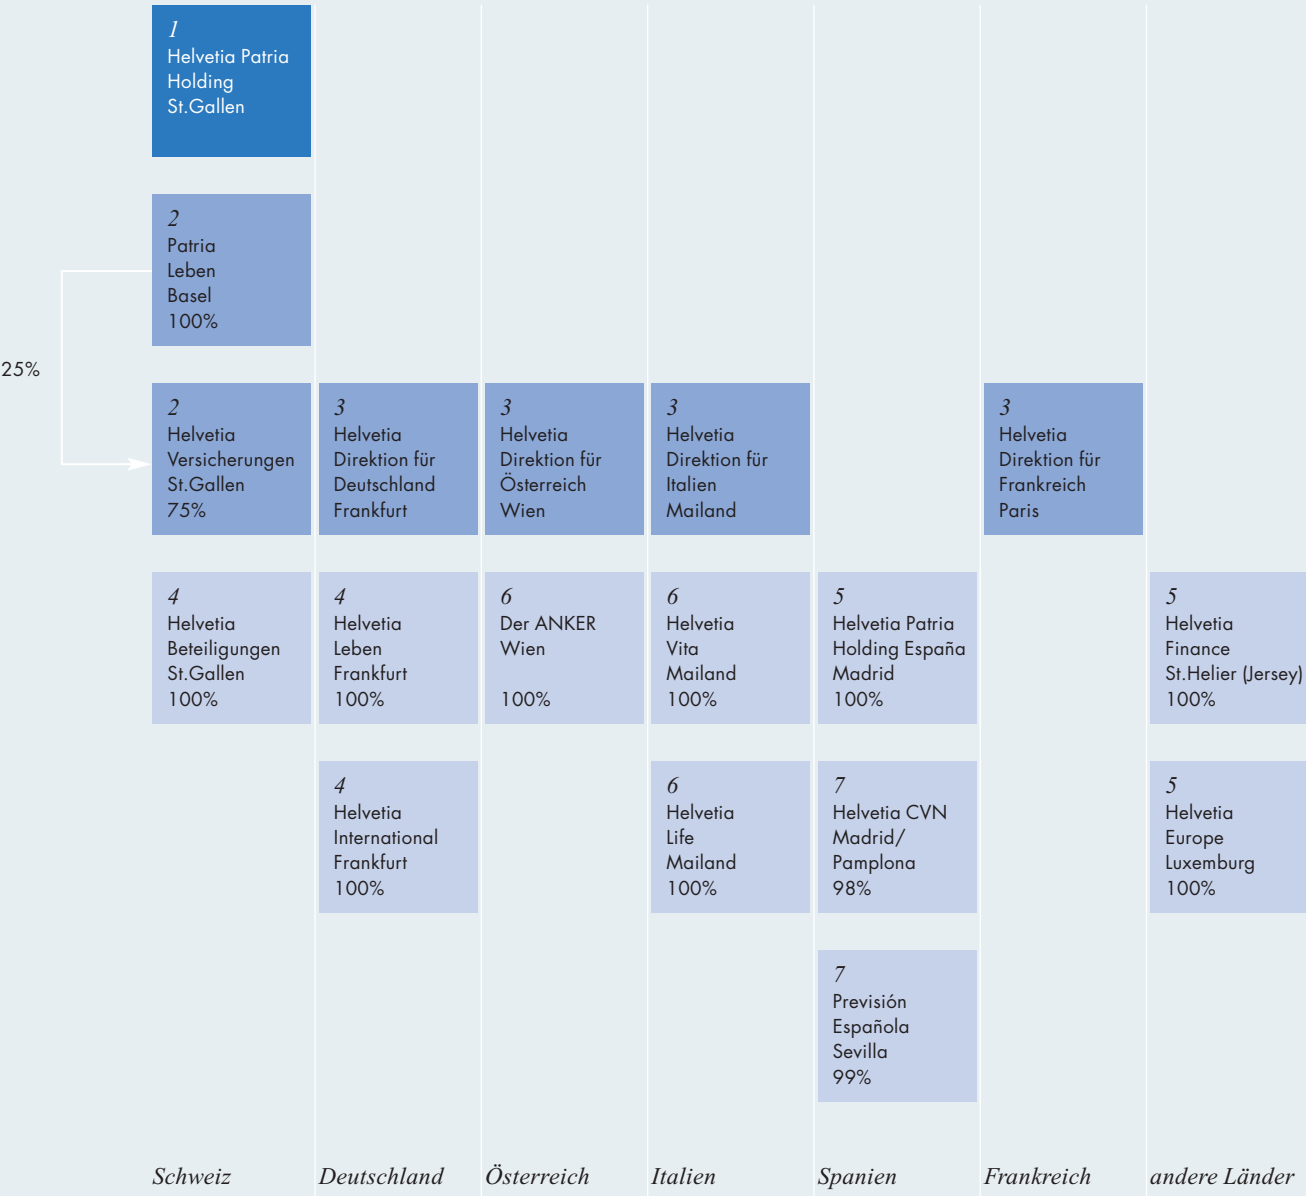 1
Helvetia Patria
Holding
St.Gallen
2
Patria
Leben
Basel
100%
25%
2
Helvetia
Versicherungen
St.Gallen
75%
3
Helvetia
Direktion für
Deutschland
Frankfurt
3
Helvetia
Direktion für
Österreich
Wien
3
Helvetia
Direktion für
Italien
Mailand
3
Helvetia
Direktion für
Frankreich
Paris
4
Helvetia
Beteiligungen
St.Gallen
100%
4
Helvetia
Leben
Frankfurt
100%
6
Der ANKER
Wien
100%
6
Helvetia
Vita
Mailand
100%
5
Helvetia Patria
Holding España
Madrid
100%
5
Helvetia
Finance
St.Helier (Jersey)
100%
4
Helvetia
International
Frankfurt
100%
6
Helvetia
Life
Mailand
100%
7
Helvetia CVN
Madrid/
Pamplona
98%
5
Helvetia
Europe
Luxemburg
100%
7
Previsión
Española
Sevilla
99%
Schweiz
Deutschland
Österreich
Italien
Spanien
Frankreich
andere Länder